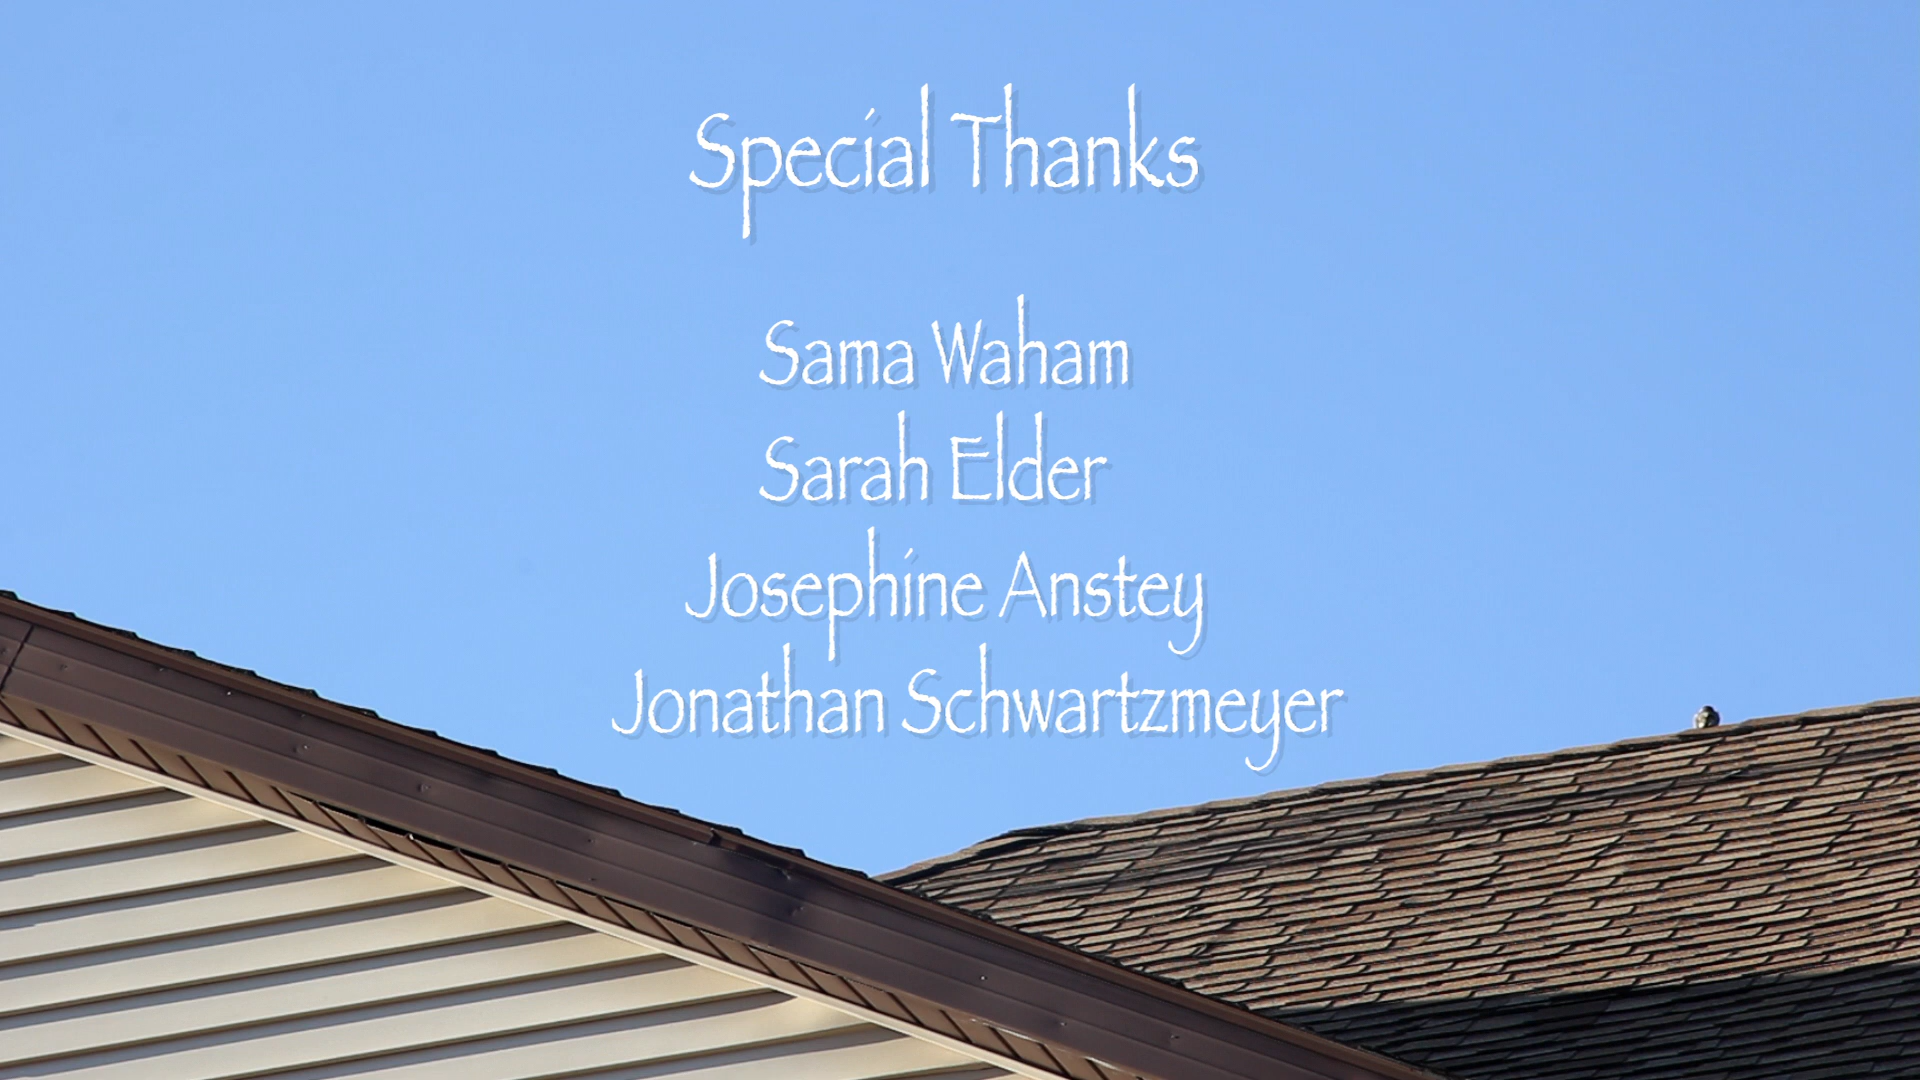 Special Thanks
Sama Waham
Sarah Elder
Josephine Anstey
Jonathan Schwartzmeyer